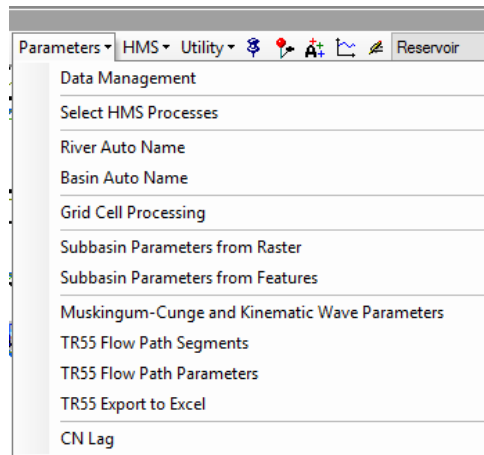 Parameters HMS Utility Reservoir
Data Management
Select HMS Processes
River Auto Name
Basin Auto Name
Grid Cell Processing
Subbasin Parameters from Raster
Subbasin Parameters from Features
Muskingum-Cunge and Kinematic Wave Parameters
TR55 Flow Path Segments
TR55 Flow Path Parameters
TR55 Export to Excel
CN Lag